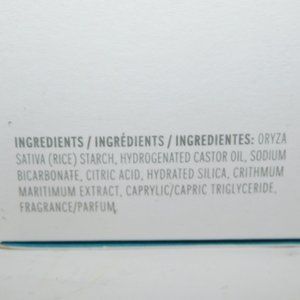 INGREDIENTS / INGRÉDIENTS / INGREDIENTES: ORYZA
SATIVA (RICE) STARCH, HYDROGENATED CASTOR OIL, SODIUM
BICARBONATE, CITRIC ACID, HYDRATED SILICA, CRITHMUM
MARITIMUM EXTRACT, CAPRYLIC/CAPRIC TRIGLYCERIDE,
FRAGRANCE/PARFUM.